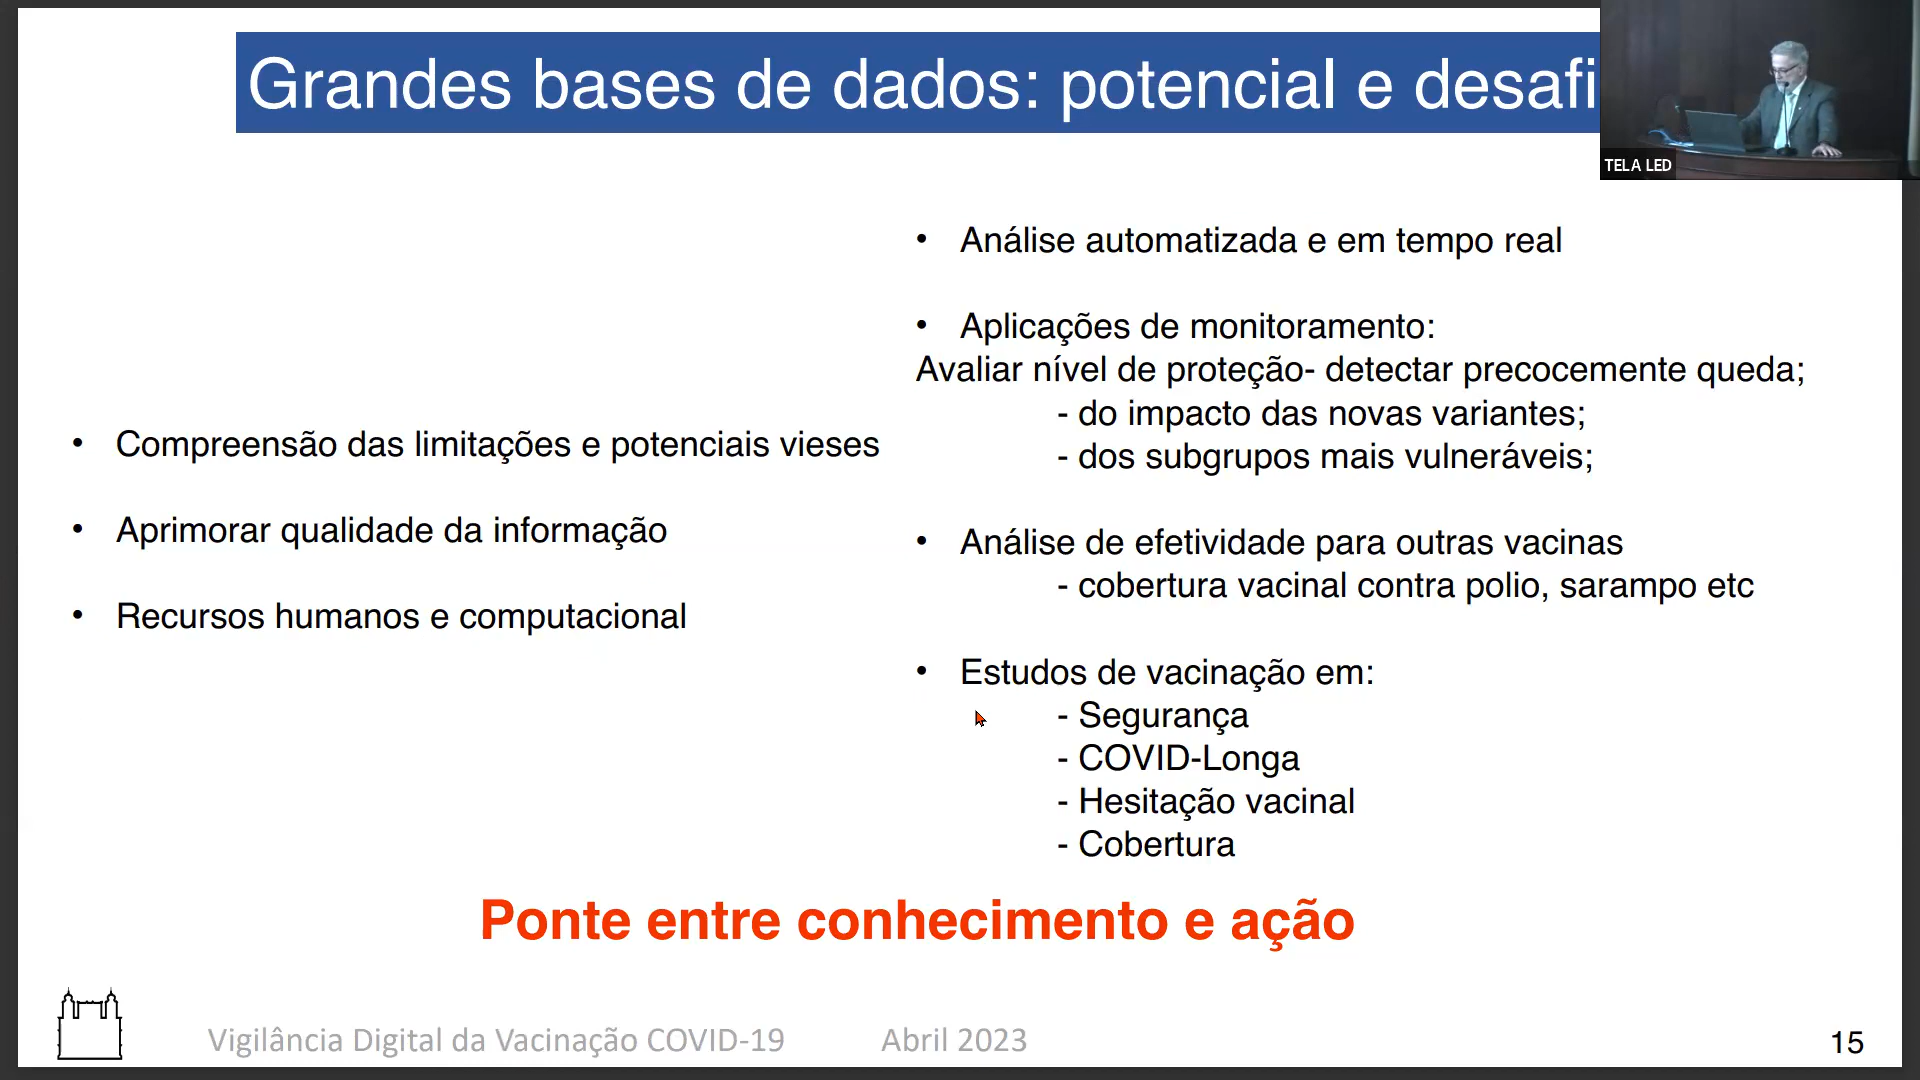 Grandes bases de dados: potencial e desafi
TELA LED
• Compreensão das limitações e potenciais vieses
• Aprimorar qualidade da informação
• Recursos humanos e computacional
• Análise automatizada e em tempo real
• Aplicações de monitoramento:
Avaliar nível de proteção- detectar precocemente queda;
- do impacto das novas variantes;
- dos subgrupos mais vulneráveis;
• Análise de efetividade para outras vacinas
- cobertura vacinal contra polio, sarampo etc
• Estudos de vacinação em:
- Segurança
- COVID-Longa
- Hesitação vacinal
- Cobertura
Ponte entre conhecimento e ação
Vigilância Digital da Vacinação COVID-19 Abril 2023
15